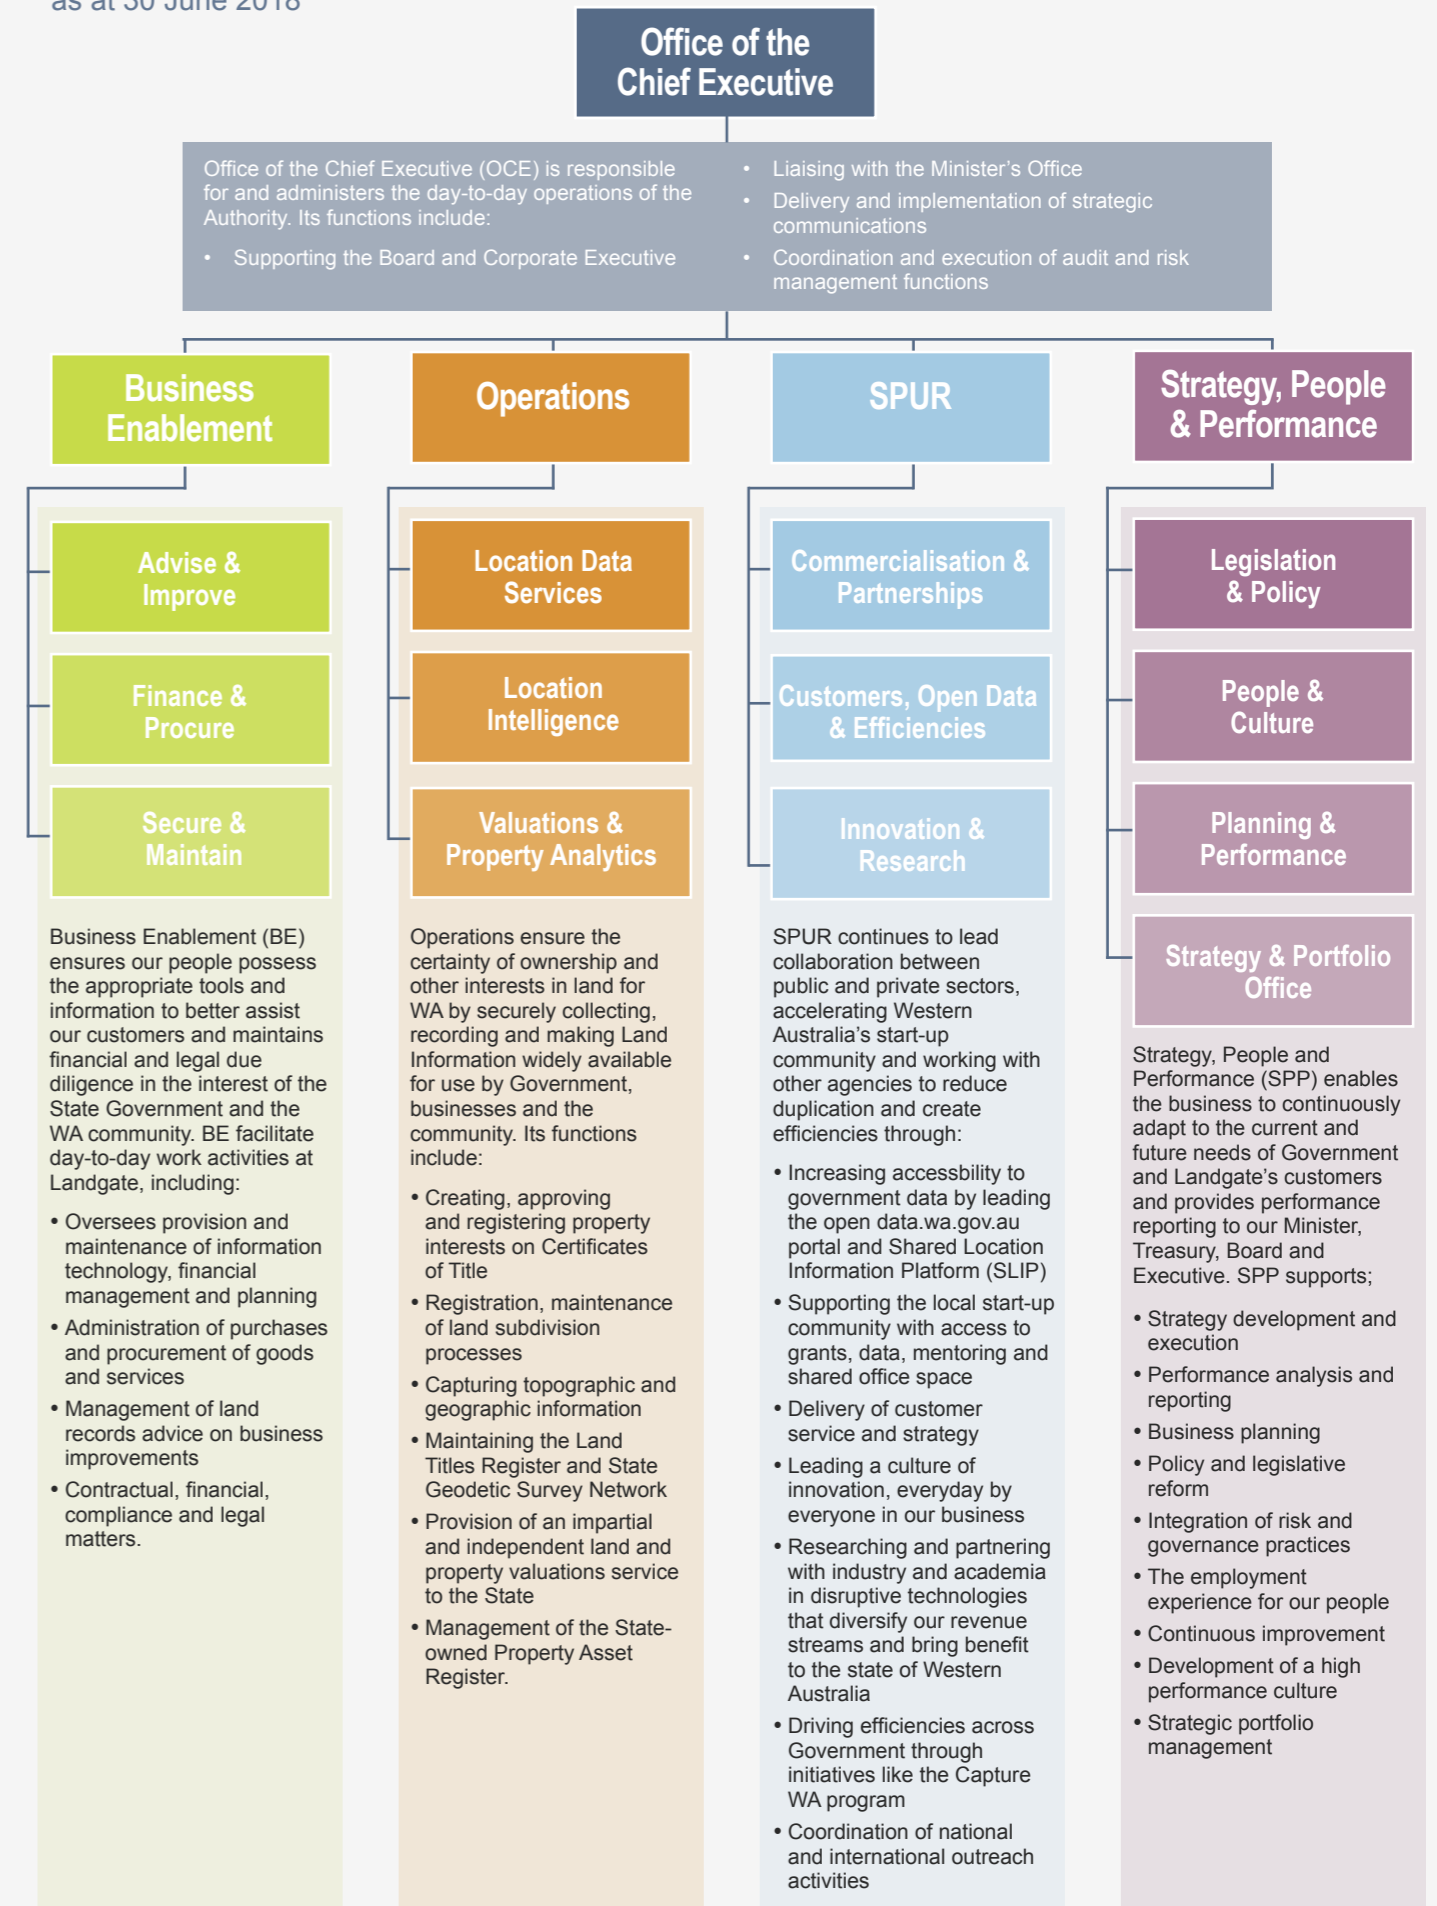 as at 30 June 2018
Office of the
Chief Executive
Office of the Chief Executive (OCE) is responsible
for and administers the day-to-day operations of the
Authority. Its functions include:
• Supporting the Board and Corporate Executive
• Liaising with the Minister’s Office
• Delivery and implementation of strategic
communications
• Coordination and execution of audit and risk
management functions
Business
Enablement
Advise &
Improve
Finance &
Procure
Secure &
Maintain
Business Enablement (BE)
ensures our people possess
the appropriate tools and
information to better assist
our customers and maintains
financial and legal due
diligence in the interest of the
State Government and the
WA community. BE facilitate
day-to-day work activities at
Landgate, including:
• Oversees provision and
maintenance of information
technology, financial
management and planning
• Administration of purchases
and procurement of goods
and services
• Management of land
records advice on business
improvements
• Contractual, financial,
compliance and legal
matters.
Operations
Location Data
Services
Location
Intelligence
Valuations &
Property Analytics
Operations ensure the
certainty of ownership and
other interests in land for
WA by securely collecting,
recording and making Land
Information widely available
for use by Government,
businesses and the
community. Its functions
include:
• Creating, approving
and registering property
interests on Certificates
of Title
• Registration, maintenance
of land subdivision
processes
• Capturing topographic and
geographic information
• Maintaining the Land
Titles Register and State
Geodetic Survey Network
• Provision of an impartial
and independent land and
property valuations service
to the State
• Management of the State-
owned Property Asset
Register.
SPUR
Commercialisation &
Partnerships
Customers, Open Data
& Efficiencies
Innovation &
Research
SPUR continues to lead
collaboration between
public and private sectors,
accelerating Western
Australia’s start-up
community and working with
other agencies to reduce
duplication and create
efficiencies through:
• Increasing accessbility to
government data by leading
the open data.wa.gov.au
portal and Shared Location
Information Platform (SLIP)
• Supporting the local start-up
community with access to
grants, data, mentoring and
shared office space
• Delivery of customer
service and strategy
• Leading a culture of
innovation, everyday by
everyone in our business
• Researching and partnering
with industry and academia
in disruptive technologies
that diversify our revenue
streams and bring benefit
to the state of Western
Australia
• Driving efficiencies across
Government through
initiatives like the Capture
WA program
• Coordination of national
and international outreach
activities
Strategy, People
& Performance
Legislation
& Policy
People &
Culture
Planning &
Performance
Strategy & Portfolio
Office
Strategy, People and
Performance (SPP) enables
the business to continuously
adapt to the current and
future needs of Government
and Landgate’s customers
and provides performance
reporting to our Minister,
Treasury, Board and
Executive. SPP supports;
• Strategy development and
execution
• Performance analysis and
reporting
• Business planning
• Policy and legislative
reform
• Integration of risk and
governance practices
• The employment
experience for our people
• Continuous improvement
• Development of a high
performance culture
• Strategic portfolio
management